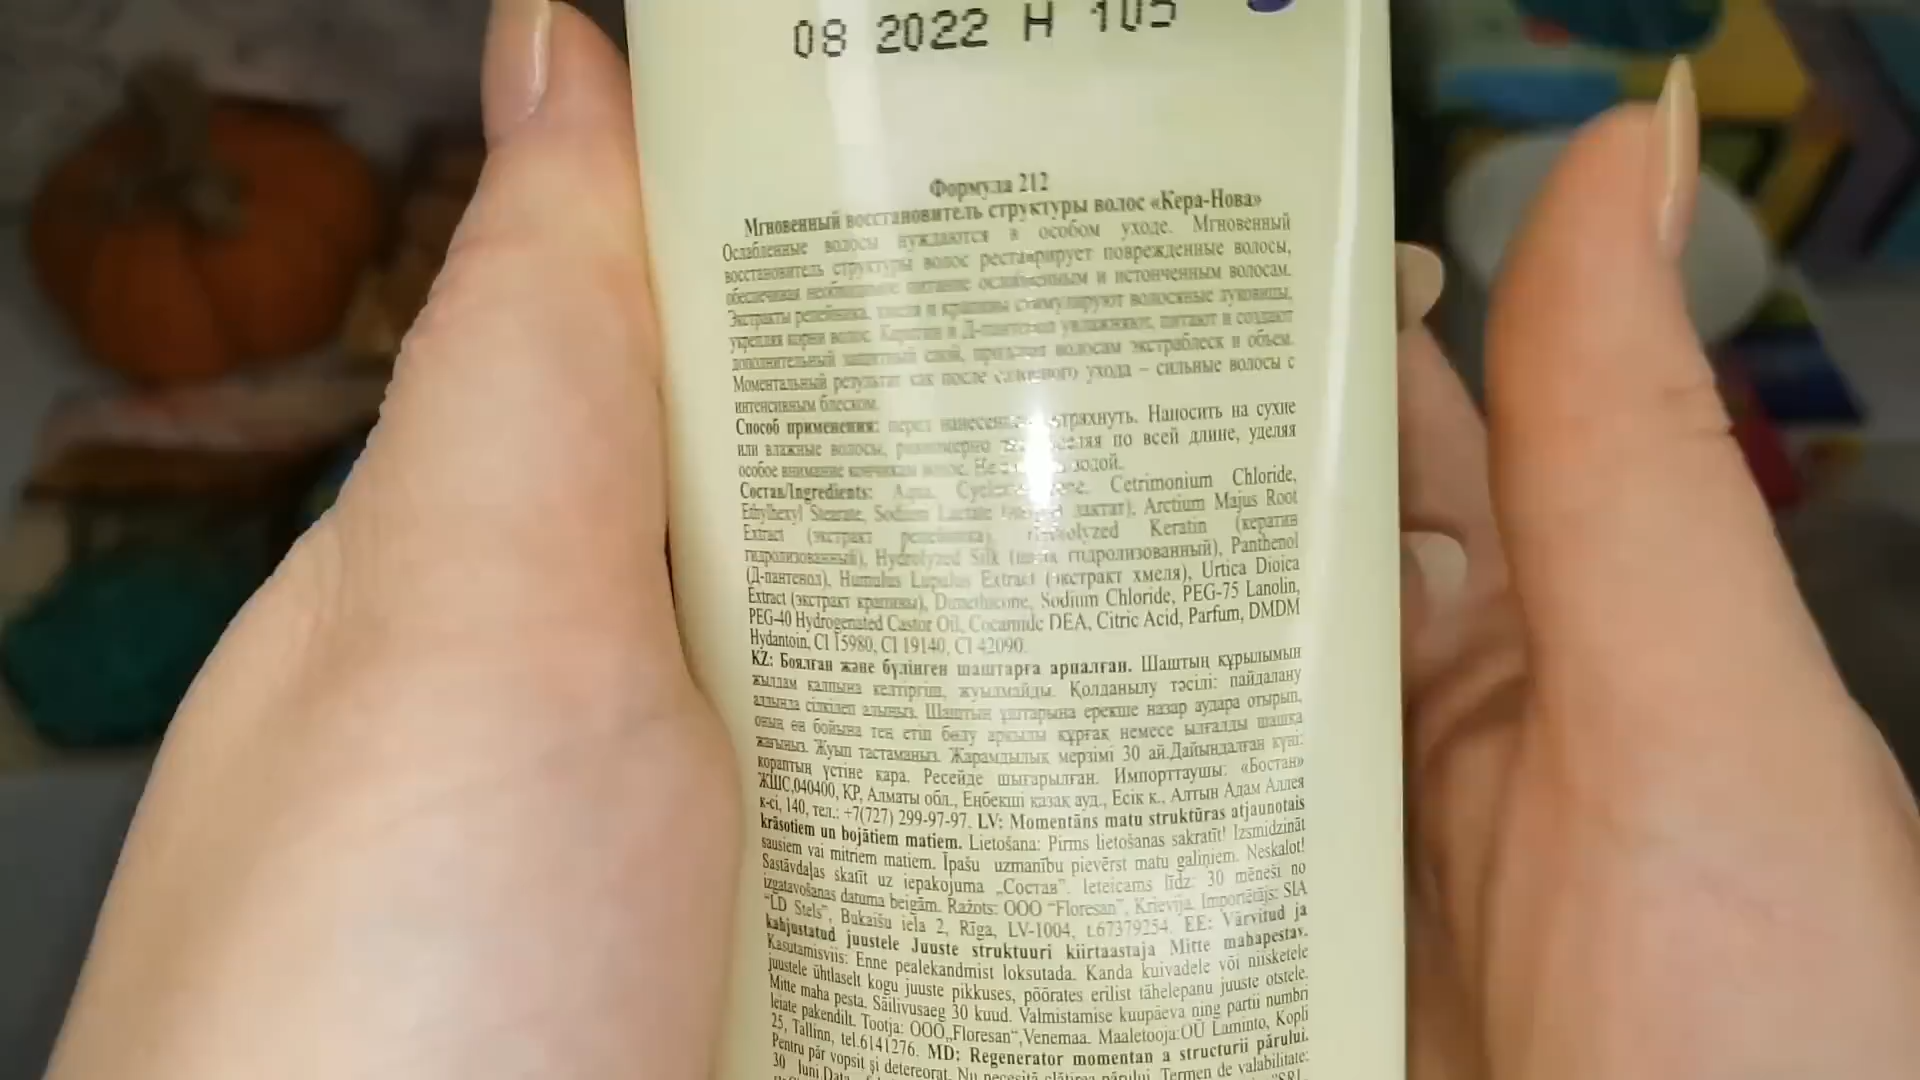 08 2022 Н 105
Формула 212
Мгновенный восстановитель структуры волос «Кера-Нова»
Ослабленные волосы нуждаются в особом уходе. Мгновенный
восстановитель структуры волос реставрирует поврежденные волосы,
обеспечивая необходимое питание ослабленным и истонченным волосам.
Экстракты репейника, хмеля и крапивы стимулируют волосяные луковицы,
укрепляя корни волос. Кератин и Д-пантенол увлажняют, питают и создают
дополнительный защитный слой, придавая волосам экстраблеск и объем.
Моментальный результат как после салонного ухода – сильные волосы с
интенсивным блеском.
Способ применения: перед нанесением встряхнуть. Наносить на сухие
или влажные волосы, равномерно по всей длине, уделяя
особое внимание кончикам волос. Не водой.
Состав/Ingredients: Aqua, Cetrimonium Chloride,
Ethylhexyl Stearate, Sodium Lactate лактат), Arctium Majus Root
Extract (экстракт репейника), Hydrolyzed Keratin (кератин
гидролизованный), Hydrolyzed Silk гидролизованный), Panthenol
(Д-пантенол), Humulus Lupulus Extract (экстракт хмеля), Urtica Dioica
Extract (экстракт крапивы), Dimethicone, Sodium Chloride, PEG-75 Lanolin,
PEG-40 Hydrogenated Castor Oil, Cocamide DEA, Citric Acid, Parfum, DMDM
Hydantoin, CI 15980, CI 19140, CI 42090.
KZ: Боялған және бүлінген шаштарға арналған. Шаштың құрылымын
жылдам қалпына келтіргіш, жуылмайды. Қолданылу тәсілі: пайдалану
алдында сілкілеп алыңыз. Шаштың ұштарына ерекше назар аудара отырып,
оның өн бойына тең етіп бөлу арқылы құрғақ немесе ылғалды шашқа
жағыңыз. Жуып тастамаңыз. Жарамдылық мерзімі 30 ай.Дайындалған күні:
қораптың үстіне қара. Ресейде шығарылған. Импорттаушы: «Бостан»
ЖШС,040400, ҚР, Алматы обл., Еңбекші қазақ ауд., Есік к., Алтын Адам Аллея
к-сі, 140, тел.: +7(727) 299-97-97. LV: Momentāns matu struktūras atjaunotais
krāsotiem un bojātiem matiem. Lietošana: Pirms lietošanas sakratīt! Izsmidzināt
sausiem vai mitriem matiem. Īpašu uzmanību pievērst matu galiņiem. Neskalot!
Sastāvdaļas skatīt uz iepakojuma „Состав”. Ieteicams līdz: 30 mēneši no
izgatavošanas datuma beigām. Ražots: OOO “Floresan”, Krievija. Importētājs: SIA
“LD Stels”, Bukaišu iela 2, Rīga, LV-1004, t.67379254. EE: Värvitud ja
kahjustatud juustele Juuste struktuuri kiirtaastaja Mitte mahapestav.
Kasutamisviis: Enne pealekandmist loksutada. Kanda kuivadele või niisketele
juustele ühtlaselt kogu juuste pikkuses, pöörates erilist tähelepanu juuste otstele.
Mitte maha pesta. Säilivusaeg 30 kuud. Valmistamise kuupäeva ning partii numbri
leiate pakendilt. Tootja: OOO„Floresan“,Venemaa. Maaletooja:OÜ Laminto, Kopli
25, Tallinn, tel.6141276. MD: Regenerator momentan a structurii părului.
Pentru păr vopsit şi detereorat. Nu necesită părului. Termen de valabilitate:
30 luni.Data